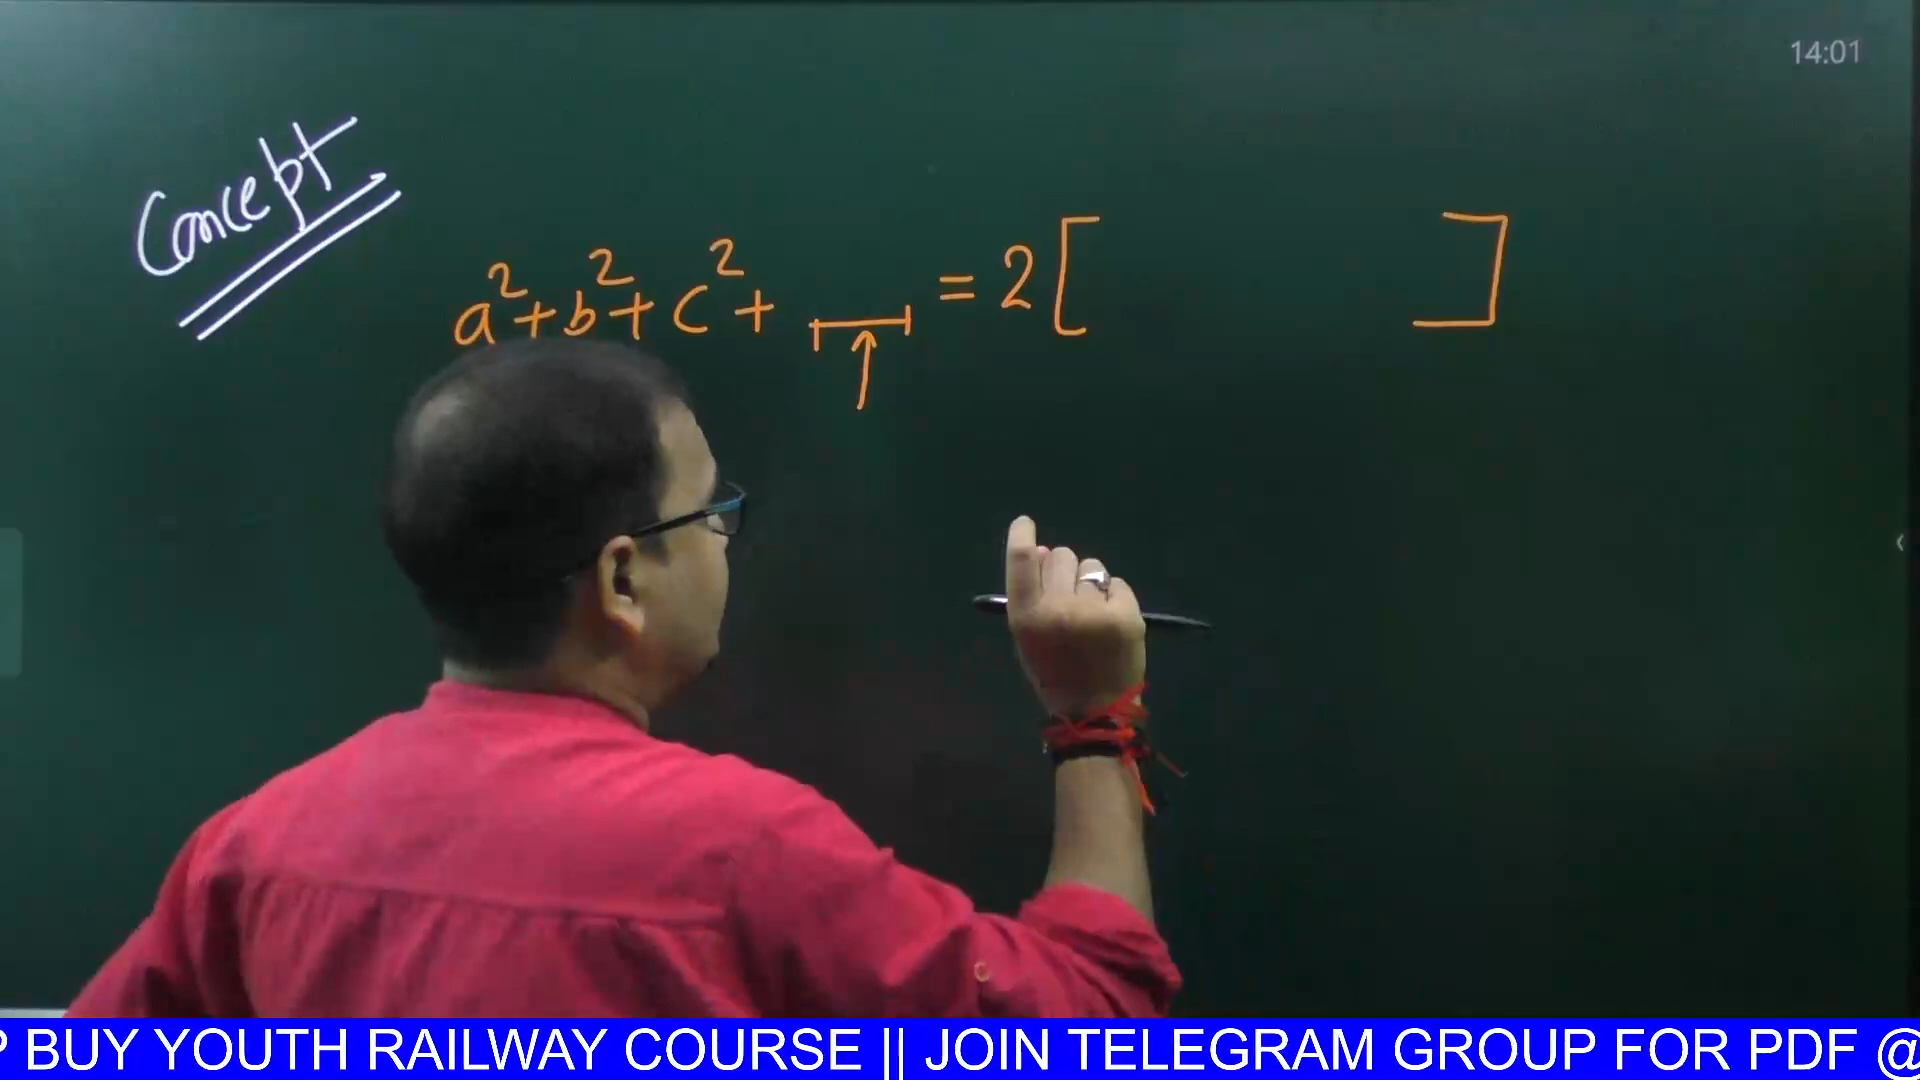 14:01
Concept
a²+b²+c²+ = 2[ ]
P BUY YOUTH RAILWAY COURSE || JOIN TELEGRAM GROUP FOR PDF @